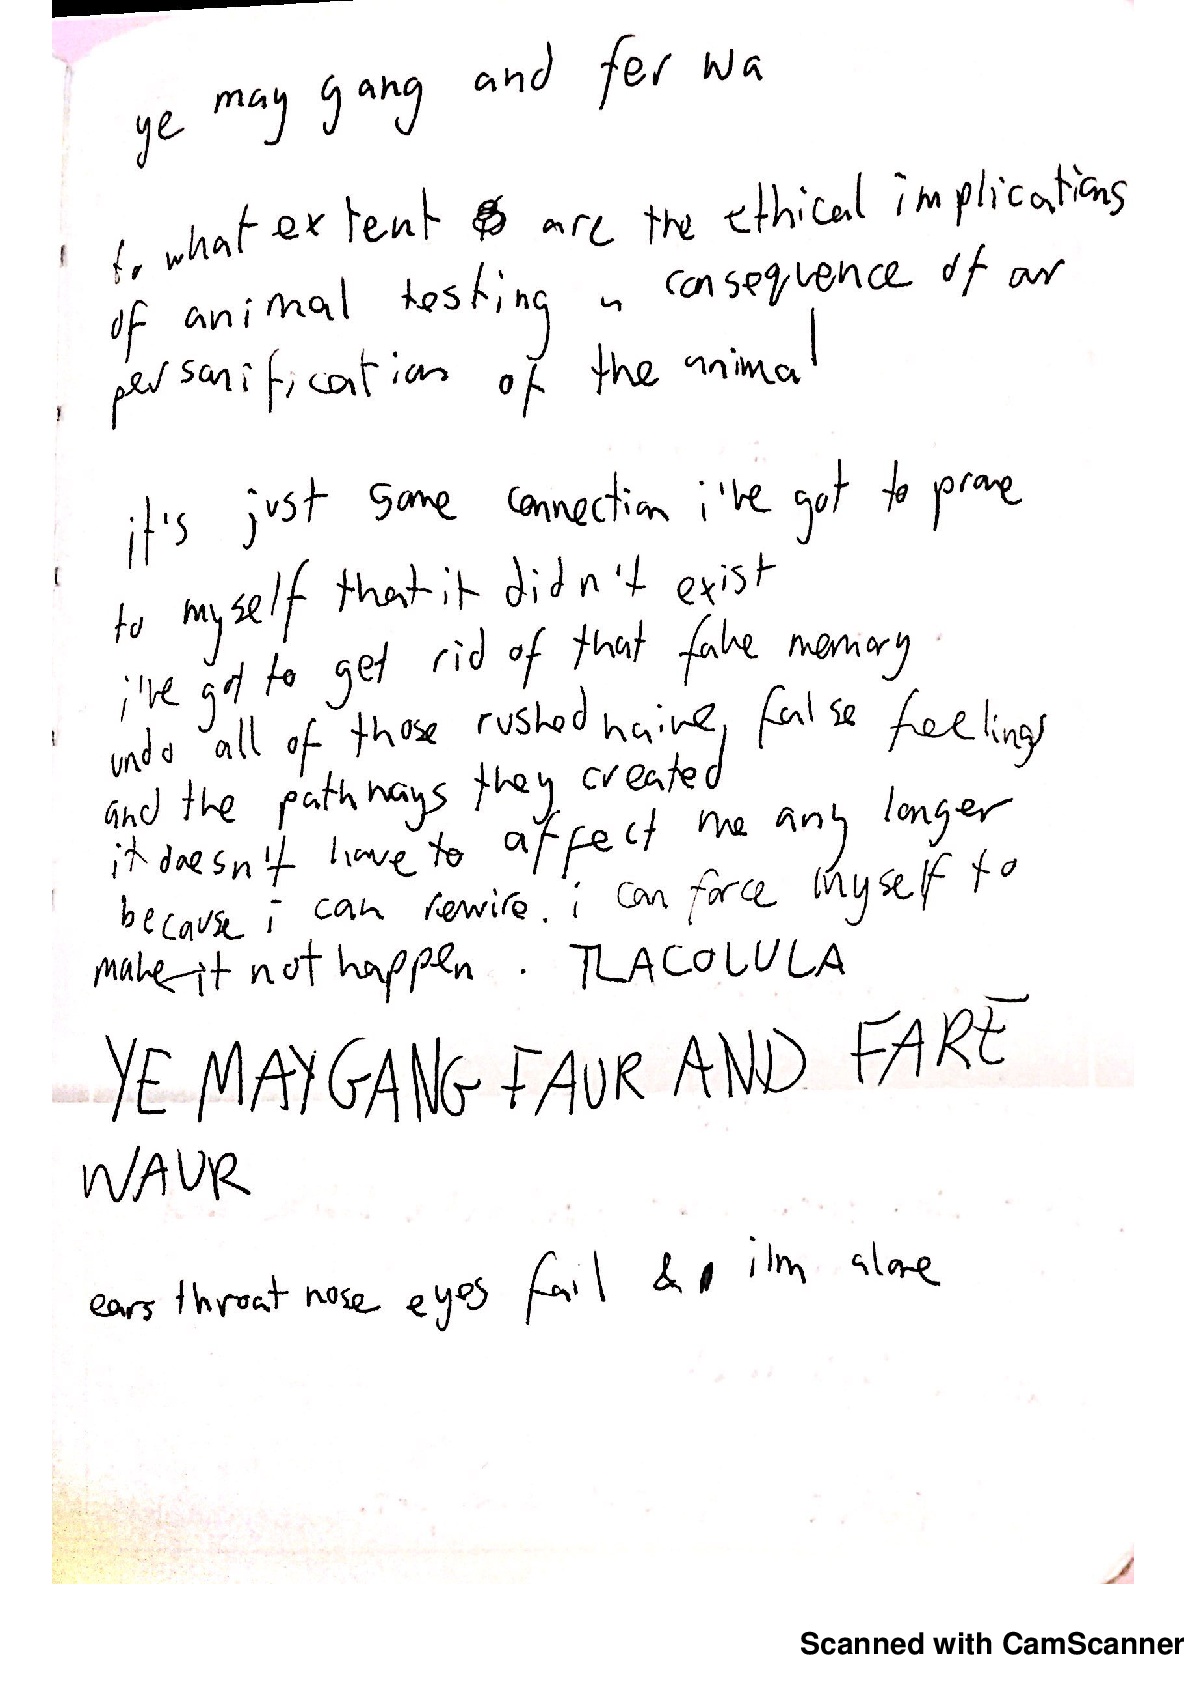 ye may gang and fer wa
to what extent are the ethical implications
of animal testing a consequence of our
personification of the animal
it's just some connection i've got to prove
to myself that it didn't exist
i've got to get rid of that fake memory
undo all of those rushed naive, false feelings
and the pathways they created
it doesn't have to affect me any longer
because i can rewire. i can force myself to
make it not happen. TLACOLULA
YE MAY GANG FAUR AND FARE
WAUR
ears throat nose eyes fail & i'm alone
Scanned with CamScanner